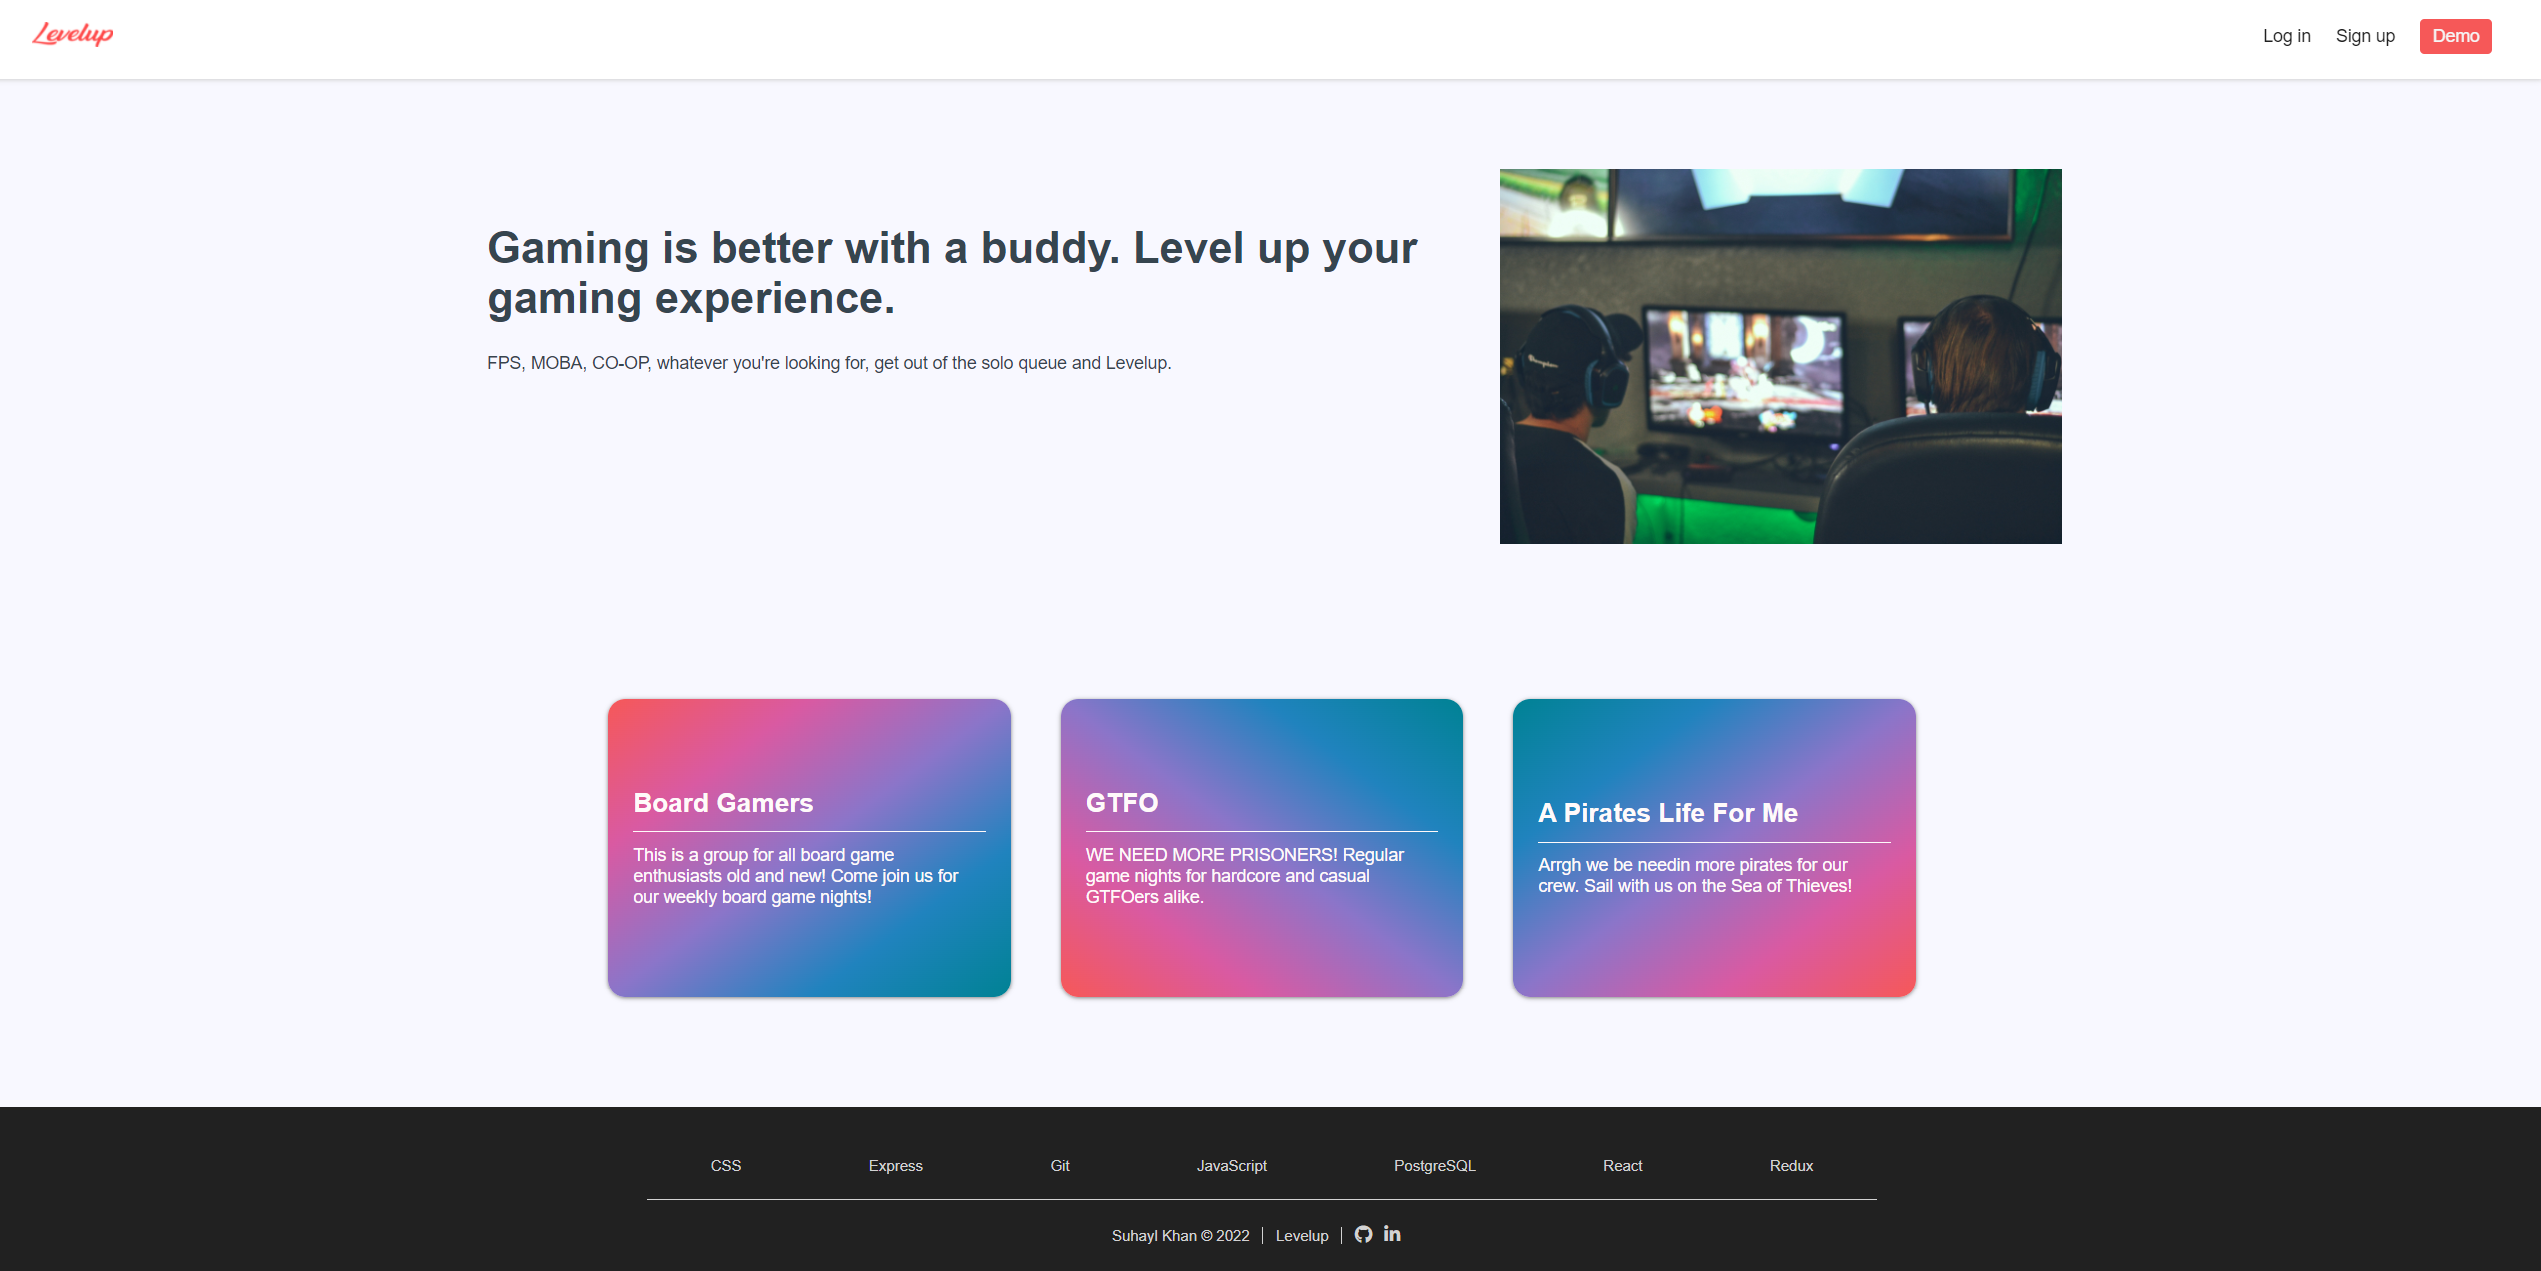 Levelup
Log in Sign up Demo
Gaming is better with a buddy. Level up your
gaming experience.
FPS, MOBA, CO-OP, whatever you're looking for, get out of the solo queue and Levelup.
Board Gamers
This is a group for all board game
enthusiasts old and new! Come join us for
our weekly board game nights!
GTFO
WE NEED MORE PRISONERS! Regular
game nights for hardcore and casual
GTFOers alike.
A Pirates Life For Me
Arrgh we be needin more pirates for our
crew. Sail with us on the Sea of Thieves!
CSS Express Git JavaScript PostgreSQL React Redux
Suhayl Khan © 2022 | Levelup |